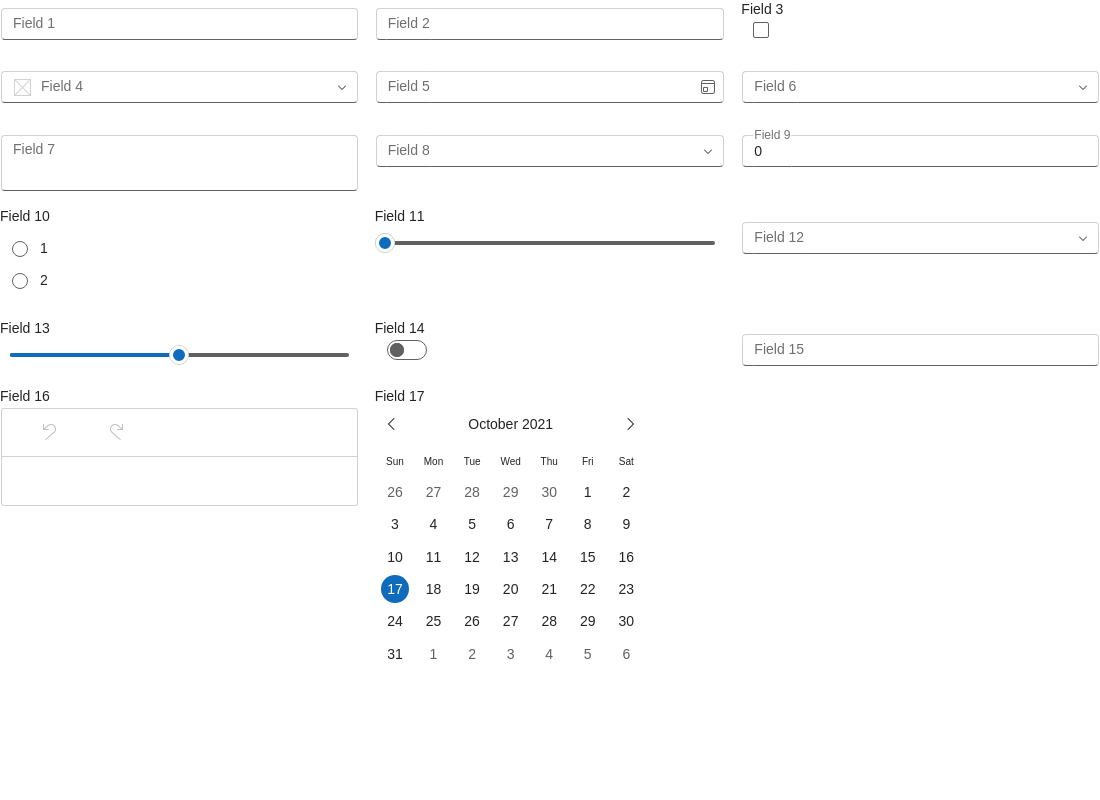 Field 1
Field 2
Field 3
Field 4
Field 5
Field 6
Field 7
Field 8
Field 9
0
Field 10
1
2
Field 11
Field 12
Field 13
Field 14
Field 15
Field 16
Field 17
October 2021
Sun Mon Tue Wed Thu Fri Sat
26 27 28 29 30 1 2
3 4 5 6 7 8 9
10 11 12 13 14 15 16
17 18 19 20 21 22 23
24 25 26 27 28 29 30
31 1 2 3 4 5 6